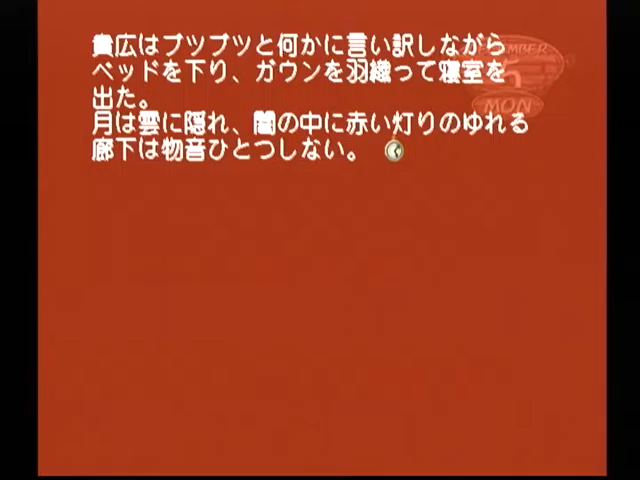 貴広はブツブツと何かに言い訳しながら
ベッドを下り、ガウンを羽織って寝室を
出た。
月は雲に隠れ、闇の中に赤い灯りのゆれる
廊下は物音ひとつしない。
5
MON